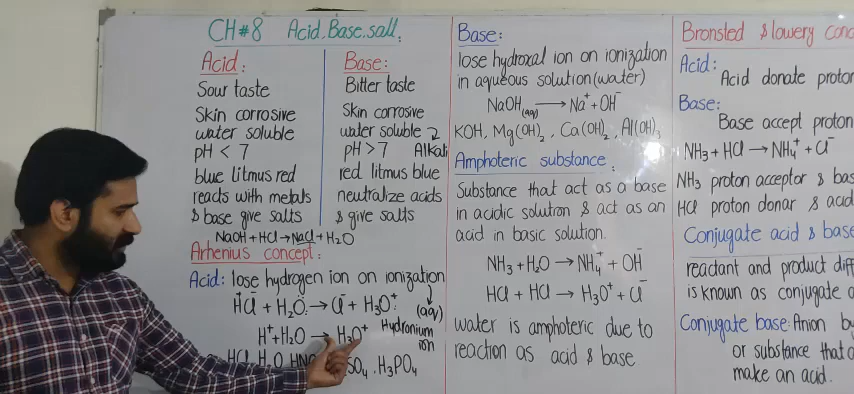 CH#8 Acid.Base.sall.
Acid:
Sour taste
Skin corrosive
water soluble
pH < 7
blue litmus red
reacts with metals
& base give salts
Base:
Bitter taste
Skin corrosive
water soluble
pH > 7 Alkali
red litmus blue
neutralize acids
& give salts
NaOH + HCl → NaCl + H₂O
Arhenius concept:
Acid: lose hydrogen ion on ionization
HCl + H₂O → Cl⁻ + H₃O⁺ (aq)
H⁺ + H₂O → H₃O⁺ Hydronium ion
HCl, H₂O, SO₄ . H₃PO₄
Base:
lose hydroxal ion on ionization
in aqueous solution (water)
NaOH(aq) → Na⁺ + OH⁻
KOH, Mg(OH)₂, Ca(OH)₂, Al(OH)₃
Amphoteric substance:
Substance that act as a base
in acidic solution & act as an
acid in basic solution.
NH₃ + H₂O → NH₄⁺ + OH⁻
HCl + HCl → H₃O⁺ + Cl⁻
water is amphoteric due to
reaction as acid & base
Bronsted & lowery conc
Acid:
Acid donate proton
Base:
Base accept proton
NH₃ + HCl → NH₄⁺ + Cl⁻
NH₃ proton acceptor & bas
HCl proton donar & acid
Conjugate acid & base
reactant and product diff
is known as conjugate
Conjugate base: Anion by
or substance that
make an acid.